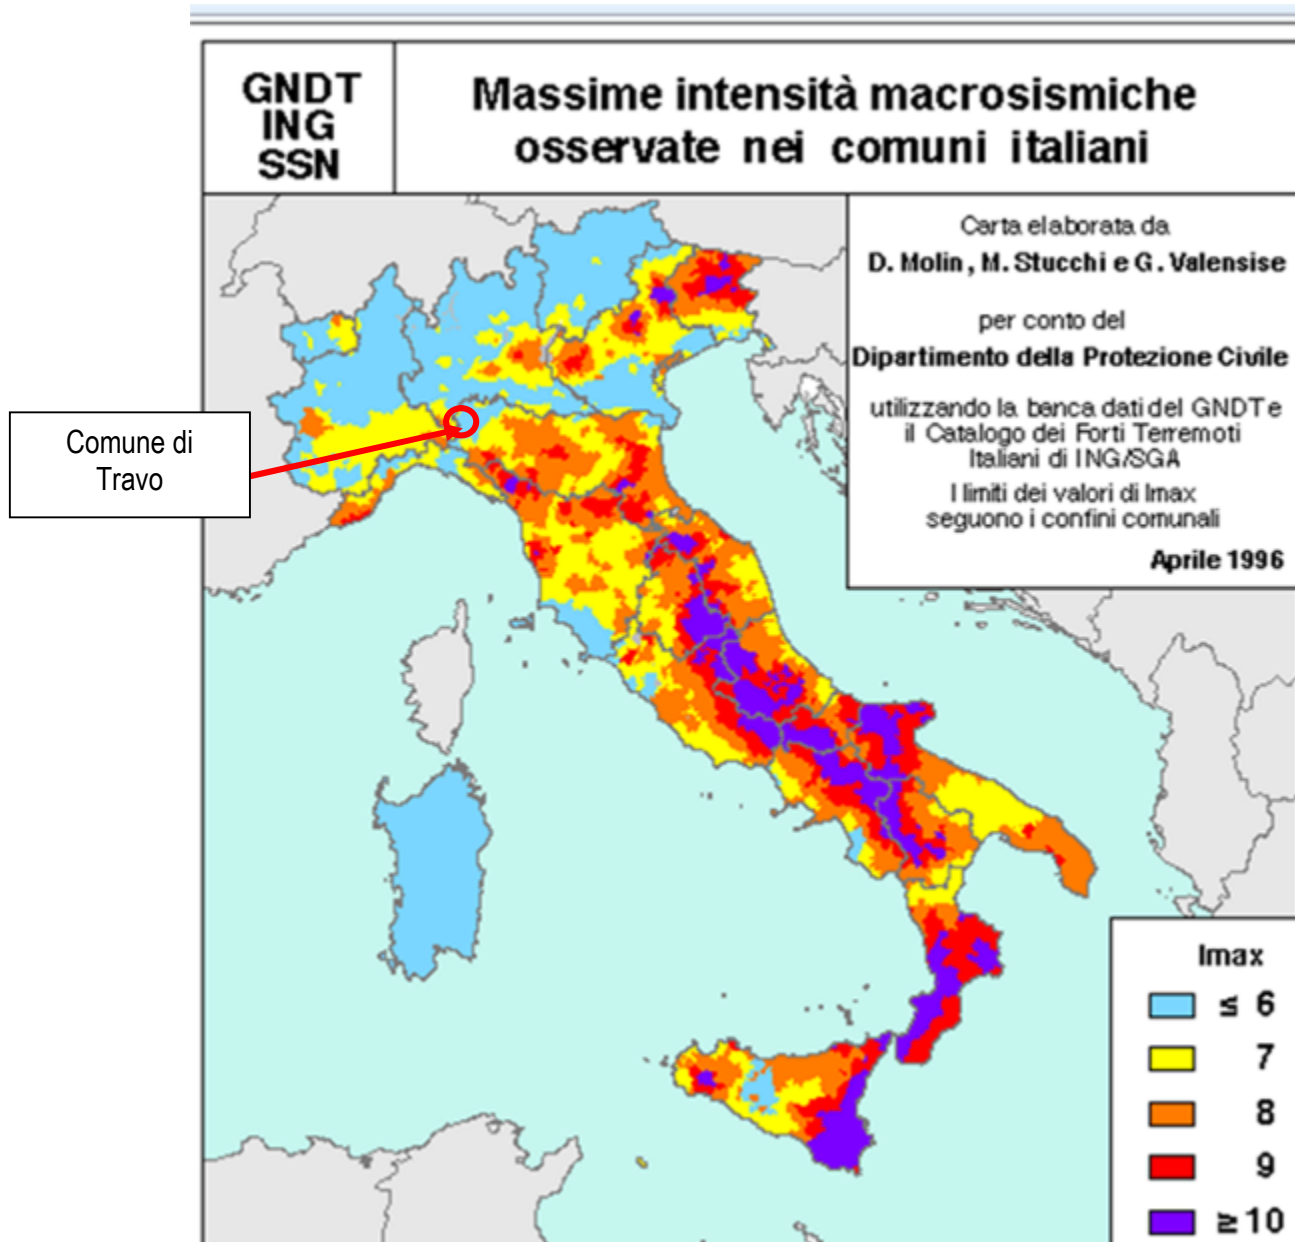 GNDT
ING
SSN
Massime intensità macrosismiche
osservate nei comuni italiani
Carta elaborata da
D. Molin, M. Stucchi e G. Valensise
per conto del
Dipartimento della Protezione Civile
utilizzando la banca dati del GNDT e
il Catalogo dei Forti Terremoti
Italiani di ING/SGA
I limiti dei valori di Imax
seguono i confini comunali
Aprile 1996
Comune di
Travo
Imax
≤ 6
7
8
9
≥ 10